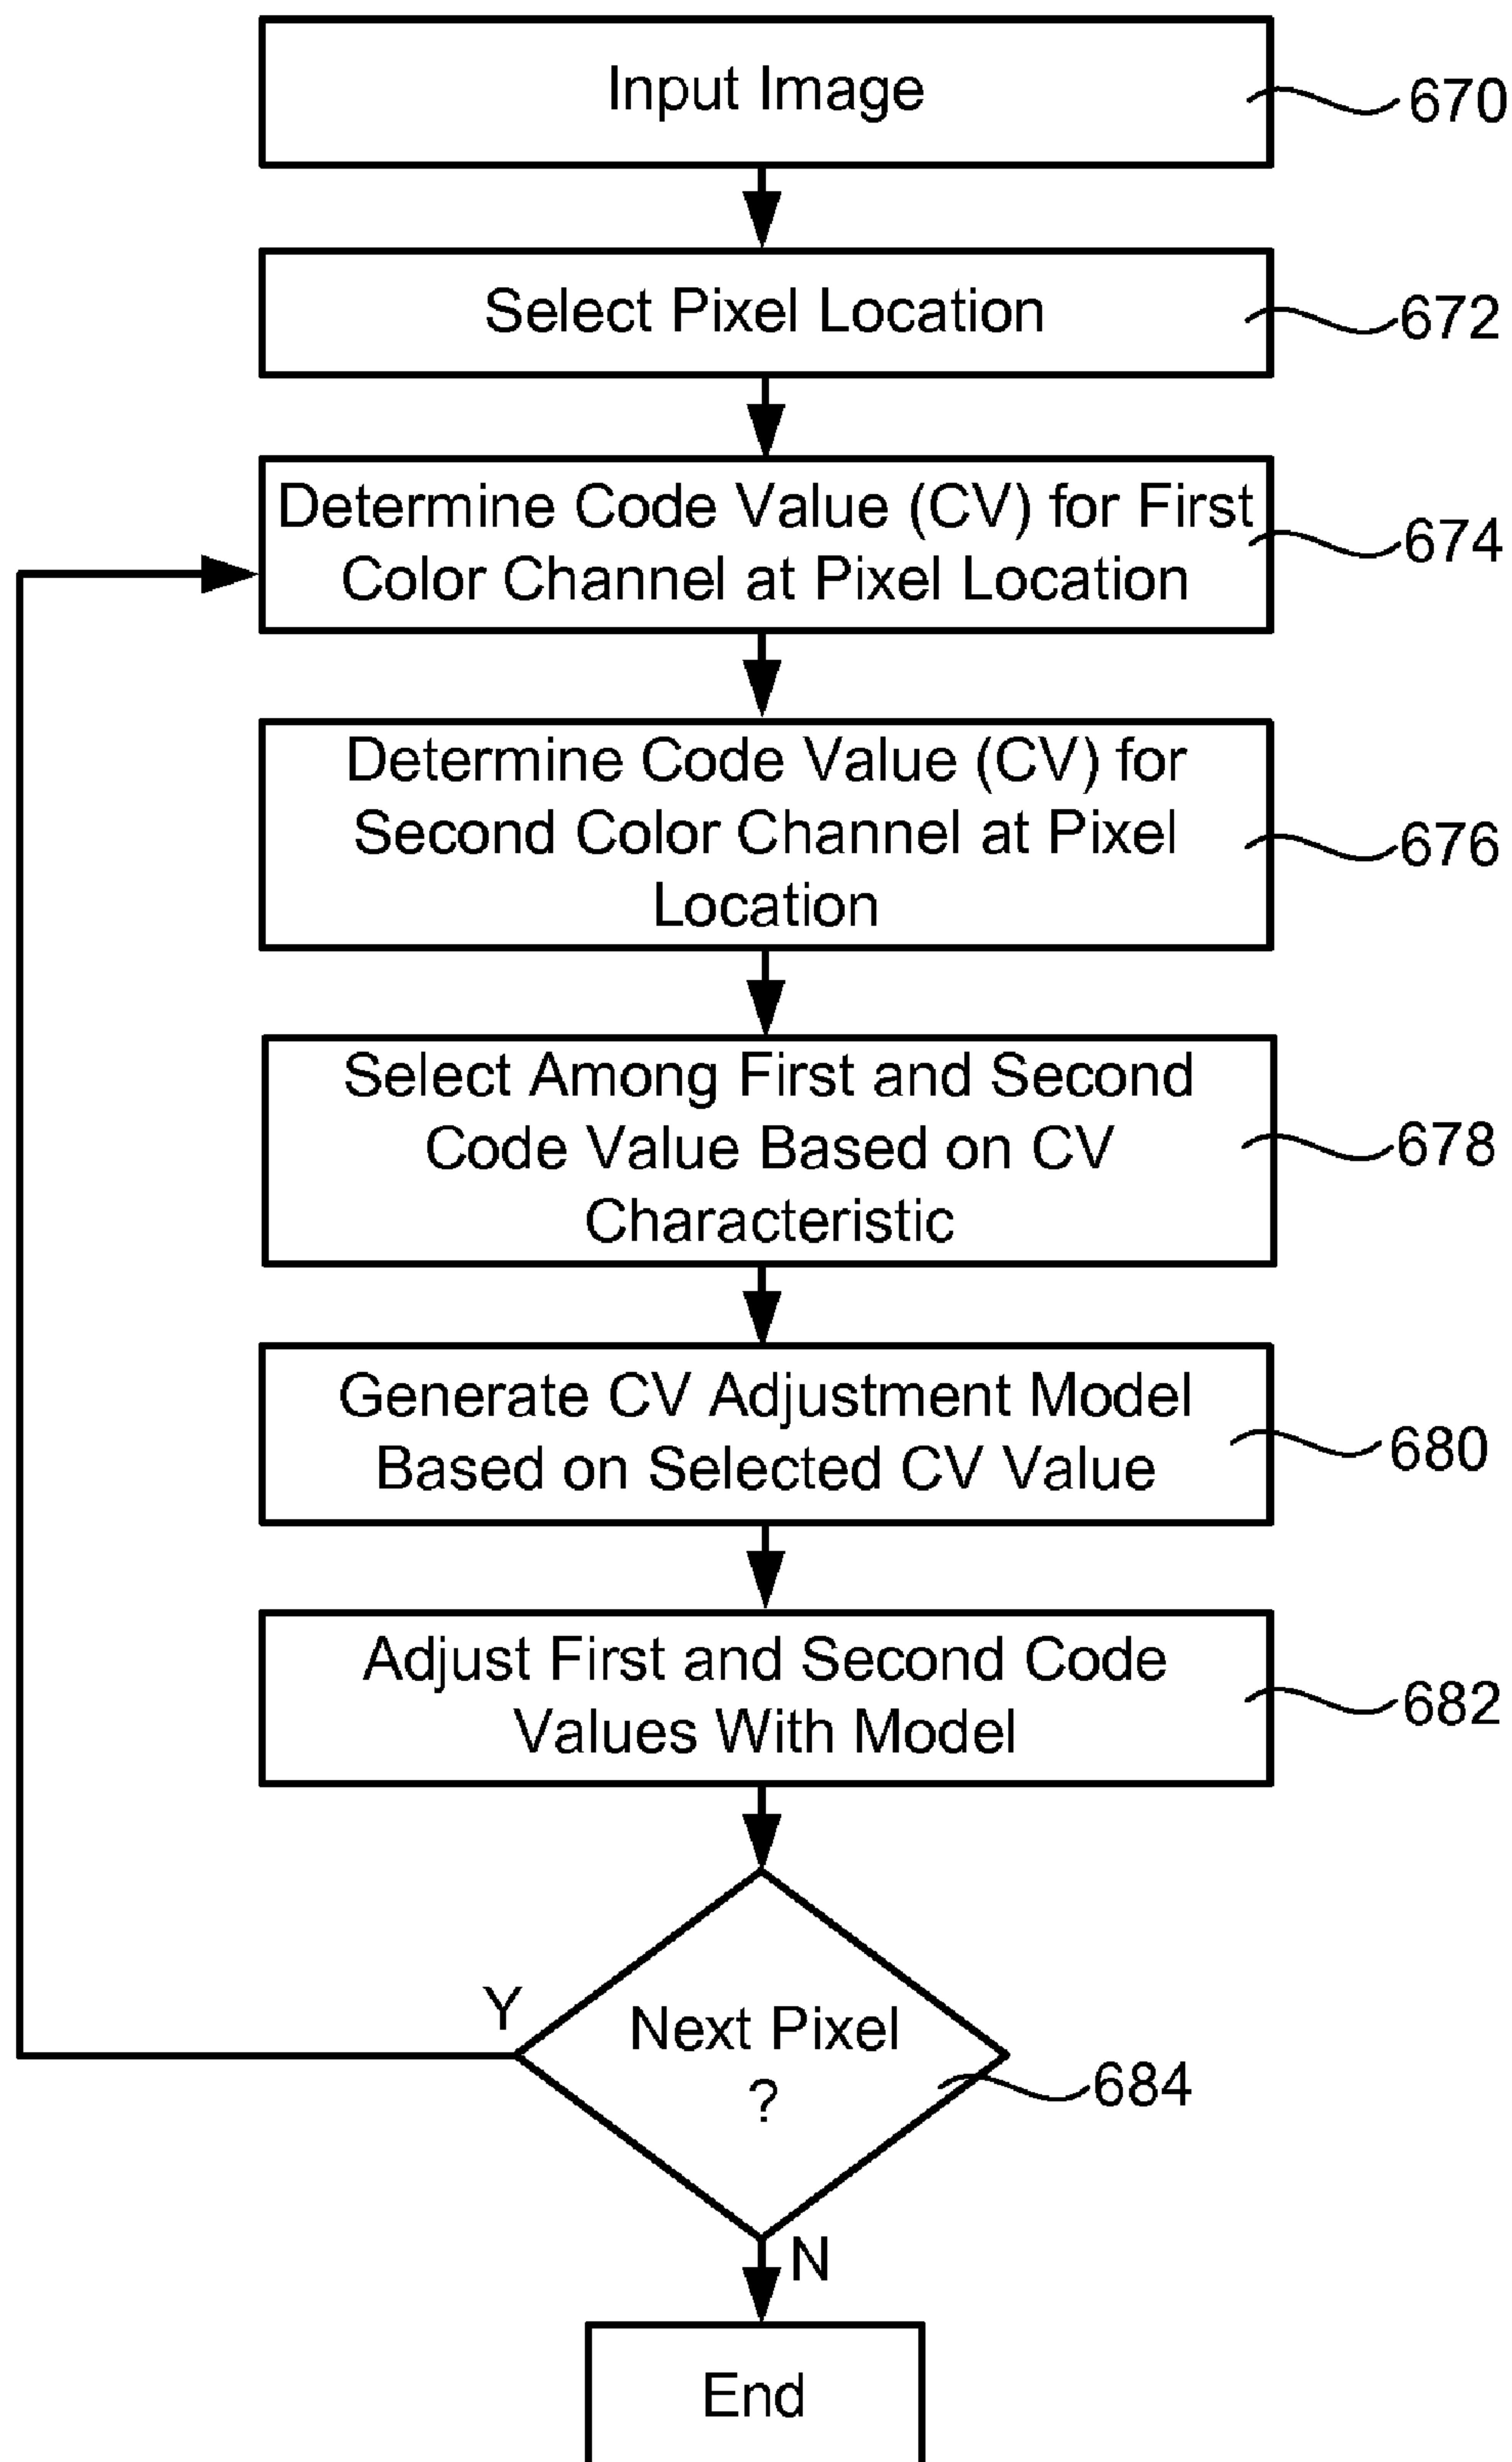 Input Image
670
Select Pixel Location
672
Determine Code Value (CV) for First
Color Channel at Pixel Location
674
Determine Code Value (CV) for
Second Color Channel at Pixel
Location
676
Select Among First and Second
Code Value Based on CV
Characteristic
678
Generate CV Adjustment Model
Based on Selected CV Value
680
Adjust First and Second Code
Values With Model
682
Y
Next Pixel
?
684
N
End